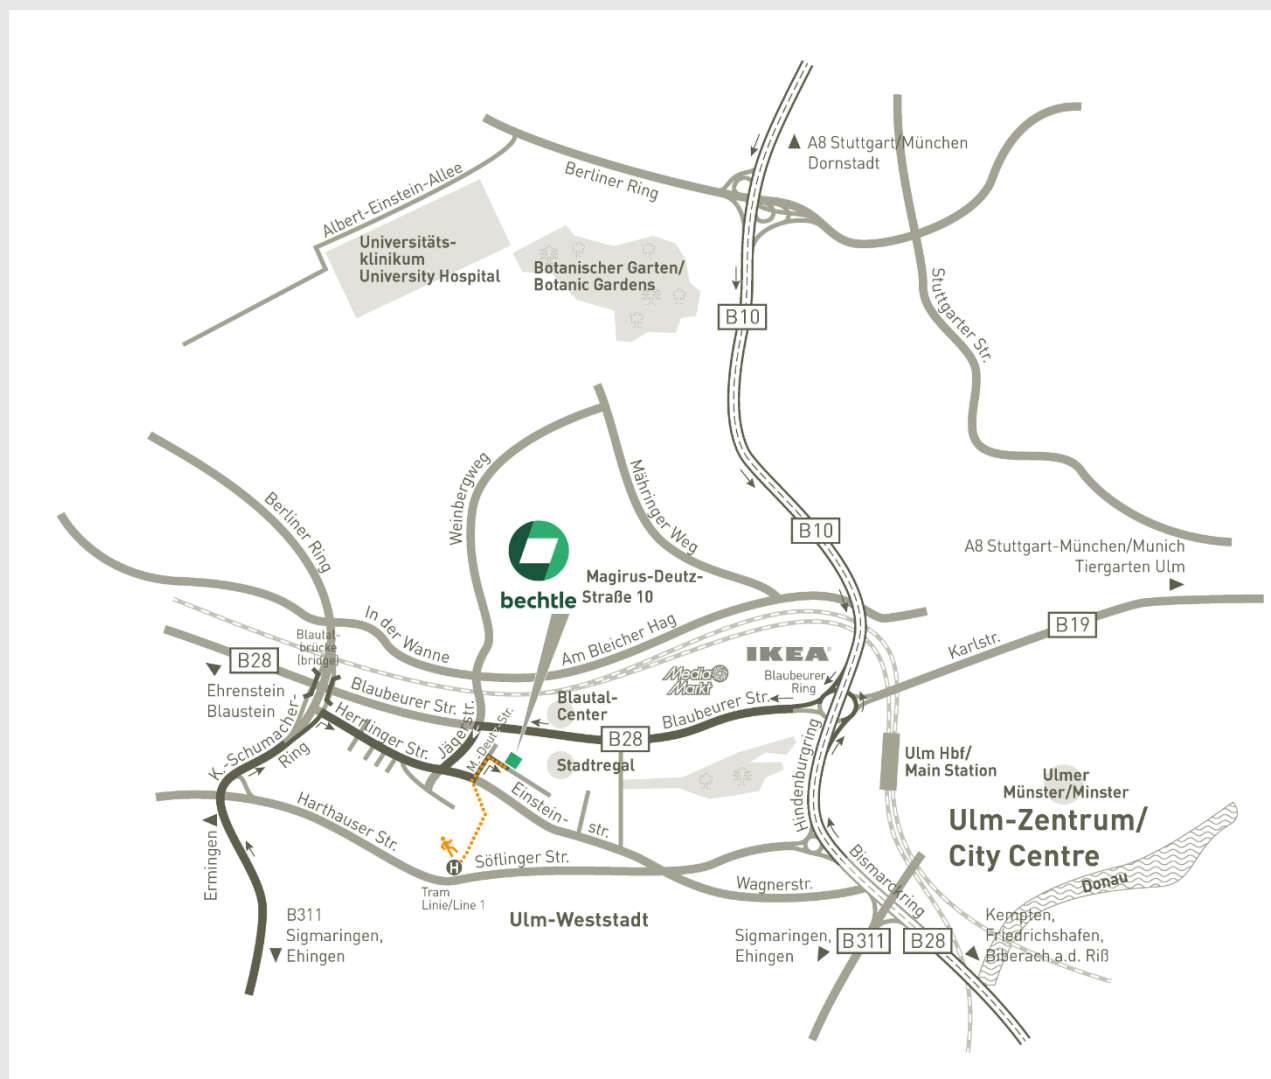 A8 Stuttgart/München
Dornstadt
Berliner Ring
Albert-Einstein-Allee
Universitäts-
klinikum
University Hospital
Botanischer Garten/
Botanic Gardens
B10
Stuttgarter Str.
Weinbergweg
Mähringer Weg
Berliner Ring
B10
A8 Stuttgart-München/Munich
Tiergarten Ulm
bechtle
Magirus-Deutz-
Straße 10
In der Wanne
Am Bleicher Hag
Blautal-
brücke
(bridge)
B28
Ehrenstein
Blaustein
IKEA®
Media
Markt
Blaubeurer
Ring
Karlstr.
B19
Blaubeurer Str.
Blautal-
Center
Blaubeurer Str.
B28
K.-Schumacher-
Ring
Herrlinger Str.
Jägerstr.
M.-Deutz-Str.
Stadtregal
Hindenburgring
Ulm Hbf/
Main Station
Ulmer
Münster/Minster
Ulm-Zentrum/
City Centre
Harthauser Str.
Einstein-
str.
Ermingen
H
Tram
Linie/Line 1
Söflinger Str.
Wagnerstr.
Bismarckring
Donau
B311
Sigmaringen,
Ehingen
Ulm-Weststadt
Sigmaringen,
Ehingen
B311
B28
Kempten,
Friedrichshafen,
Biberach a.d. Riß